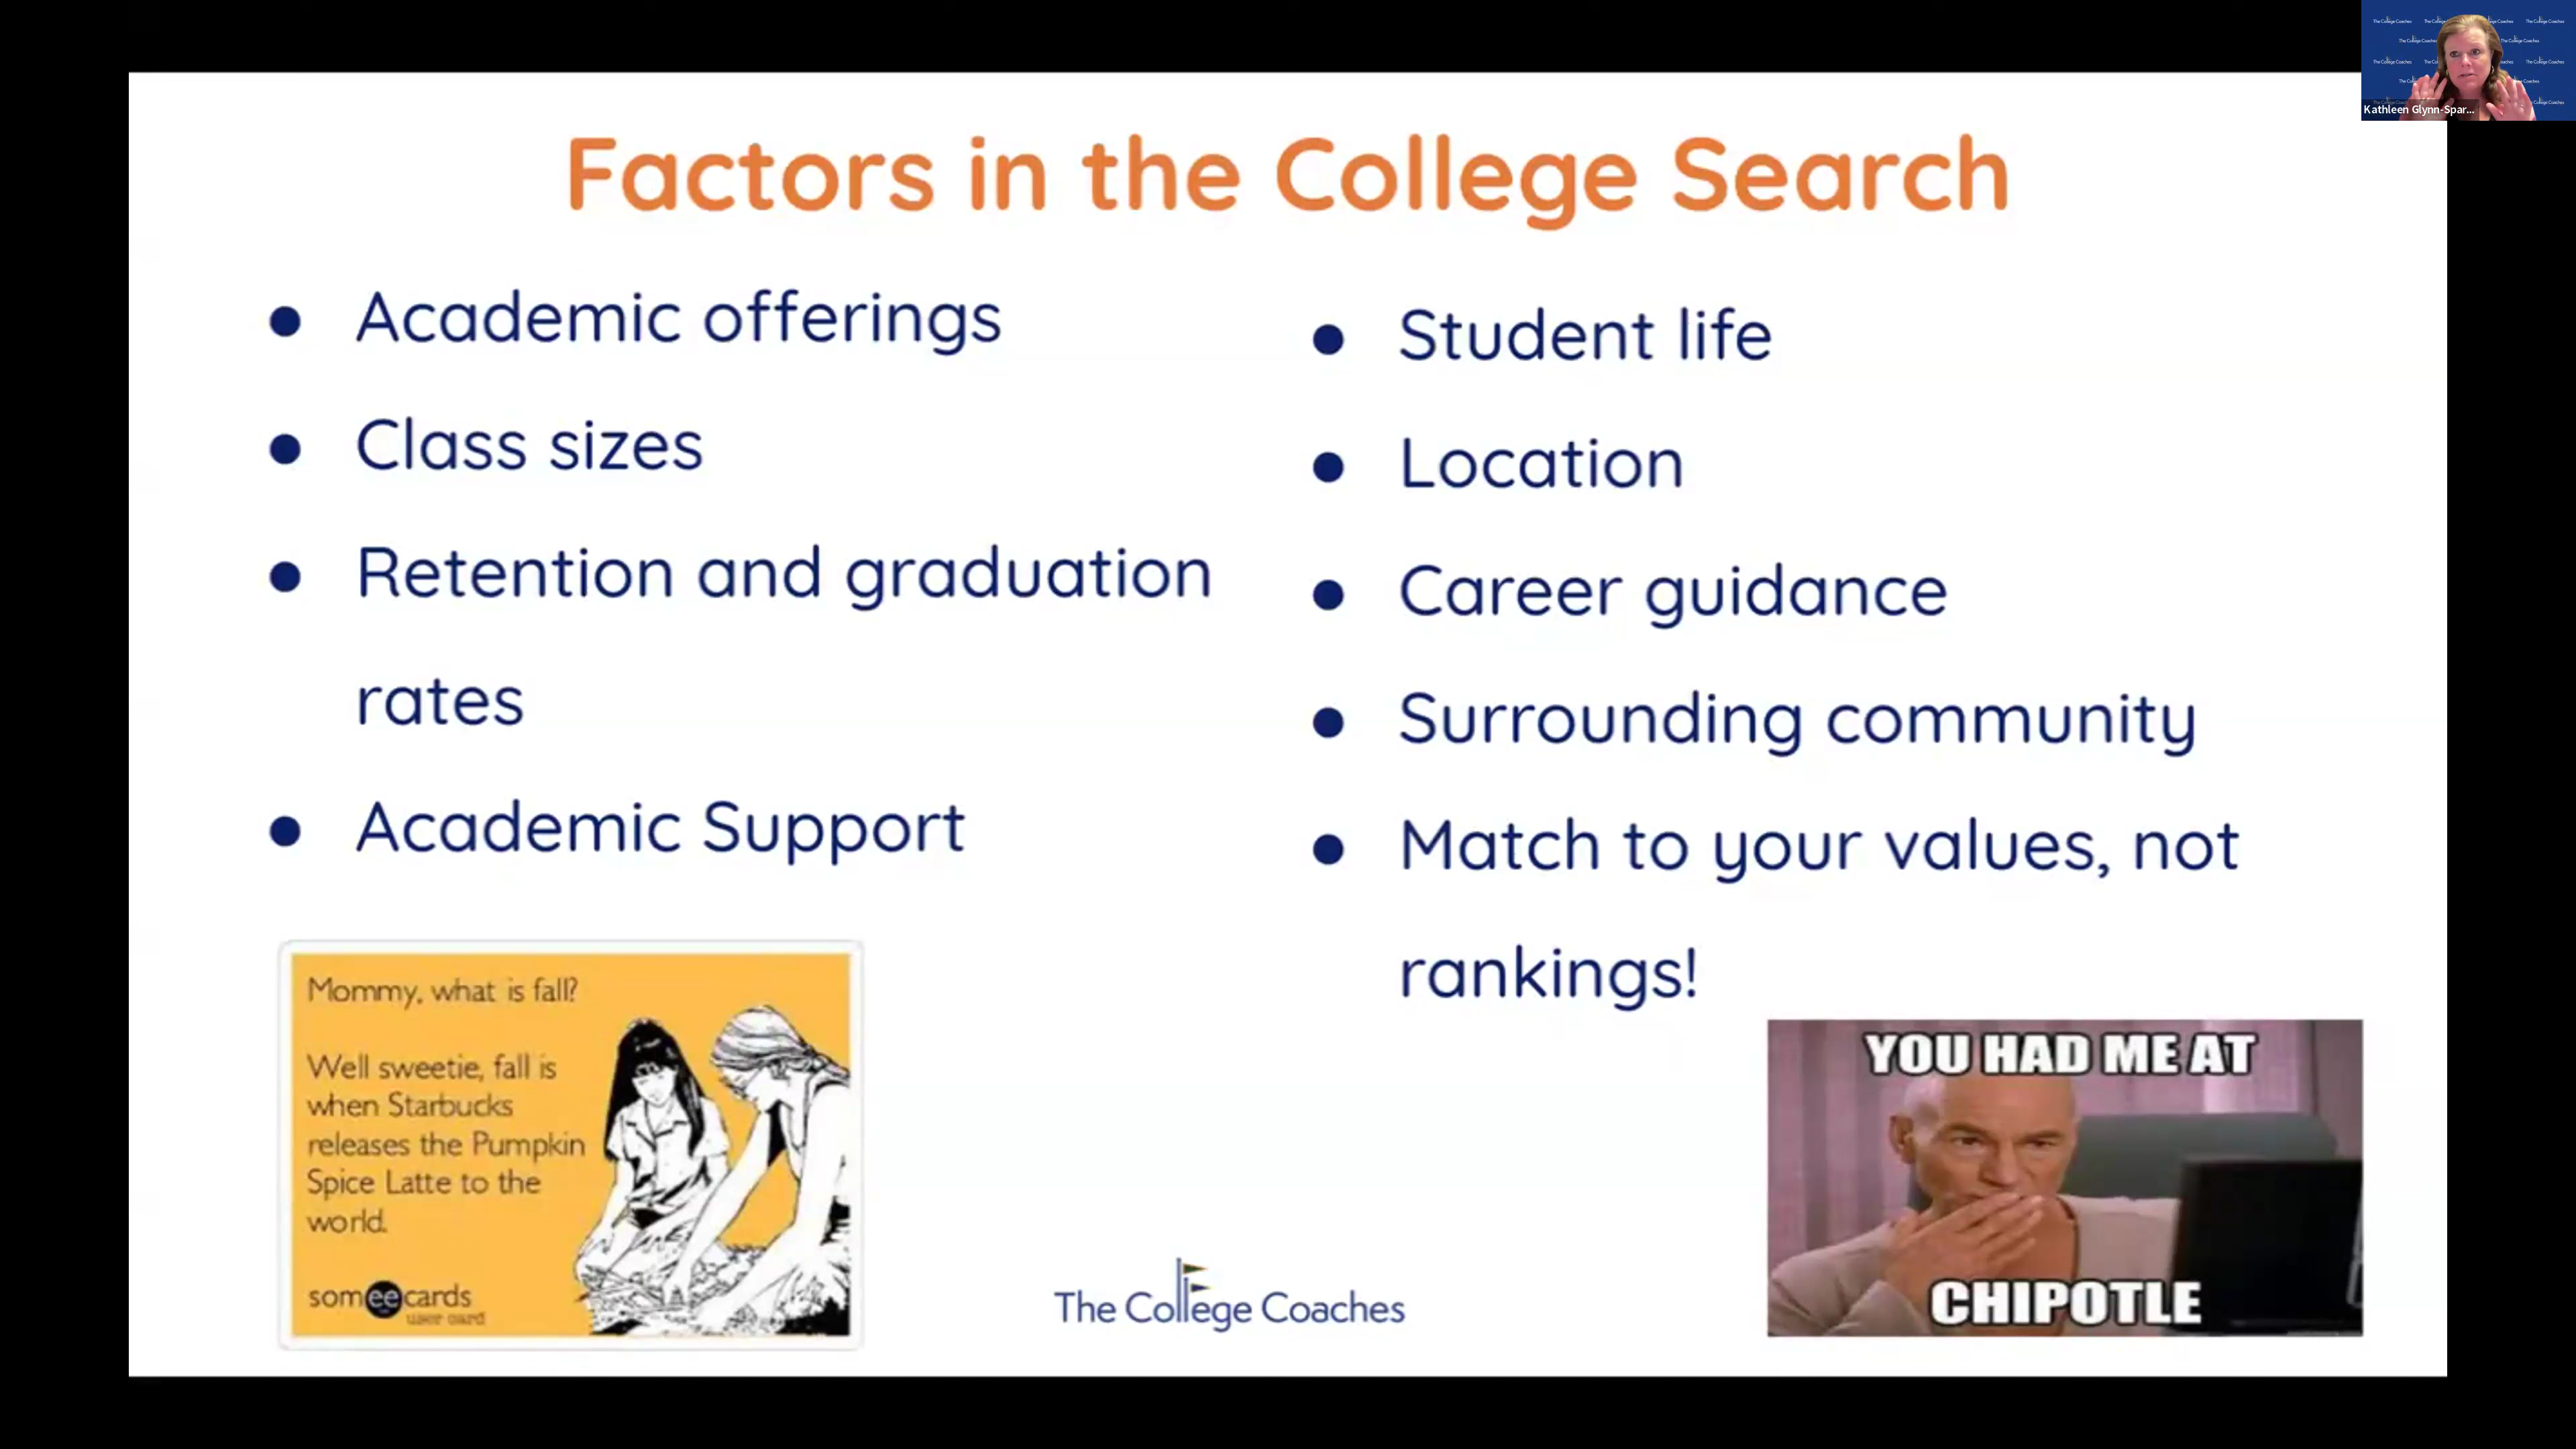 Factors in the College Search
Academic offerings
Class sizes
Retention and graduation
rates
Academic Support
Student life
Location
Career guidance
Surrounding community
Match to your values, not
rankings!
Mommy, what is fall?
Well sweetie, fall is
when Starbucks
releases the Pumpkin
Spice Latte to the
world.
someecards
user card
The College Coaches
YOU HAD ME AT
CHIPOTLE
The College Coaches
Kathleen Glynn-Spar...